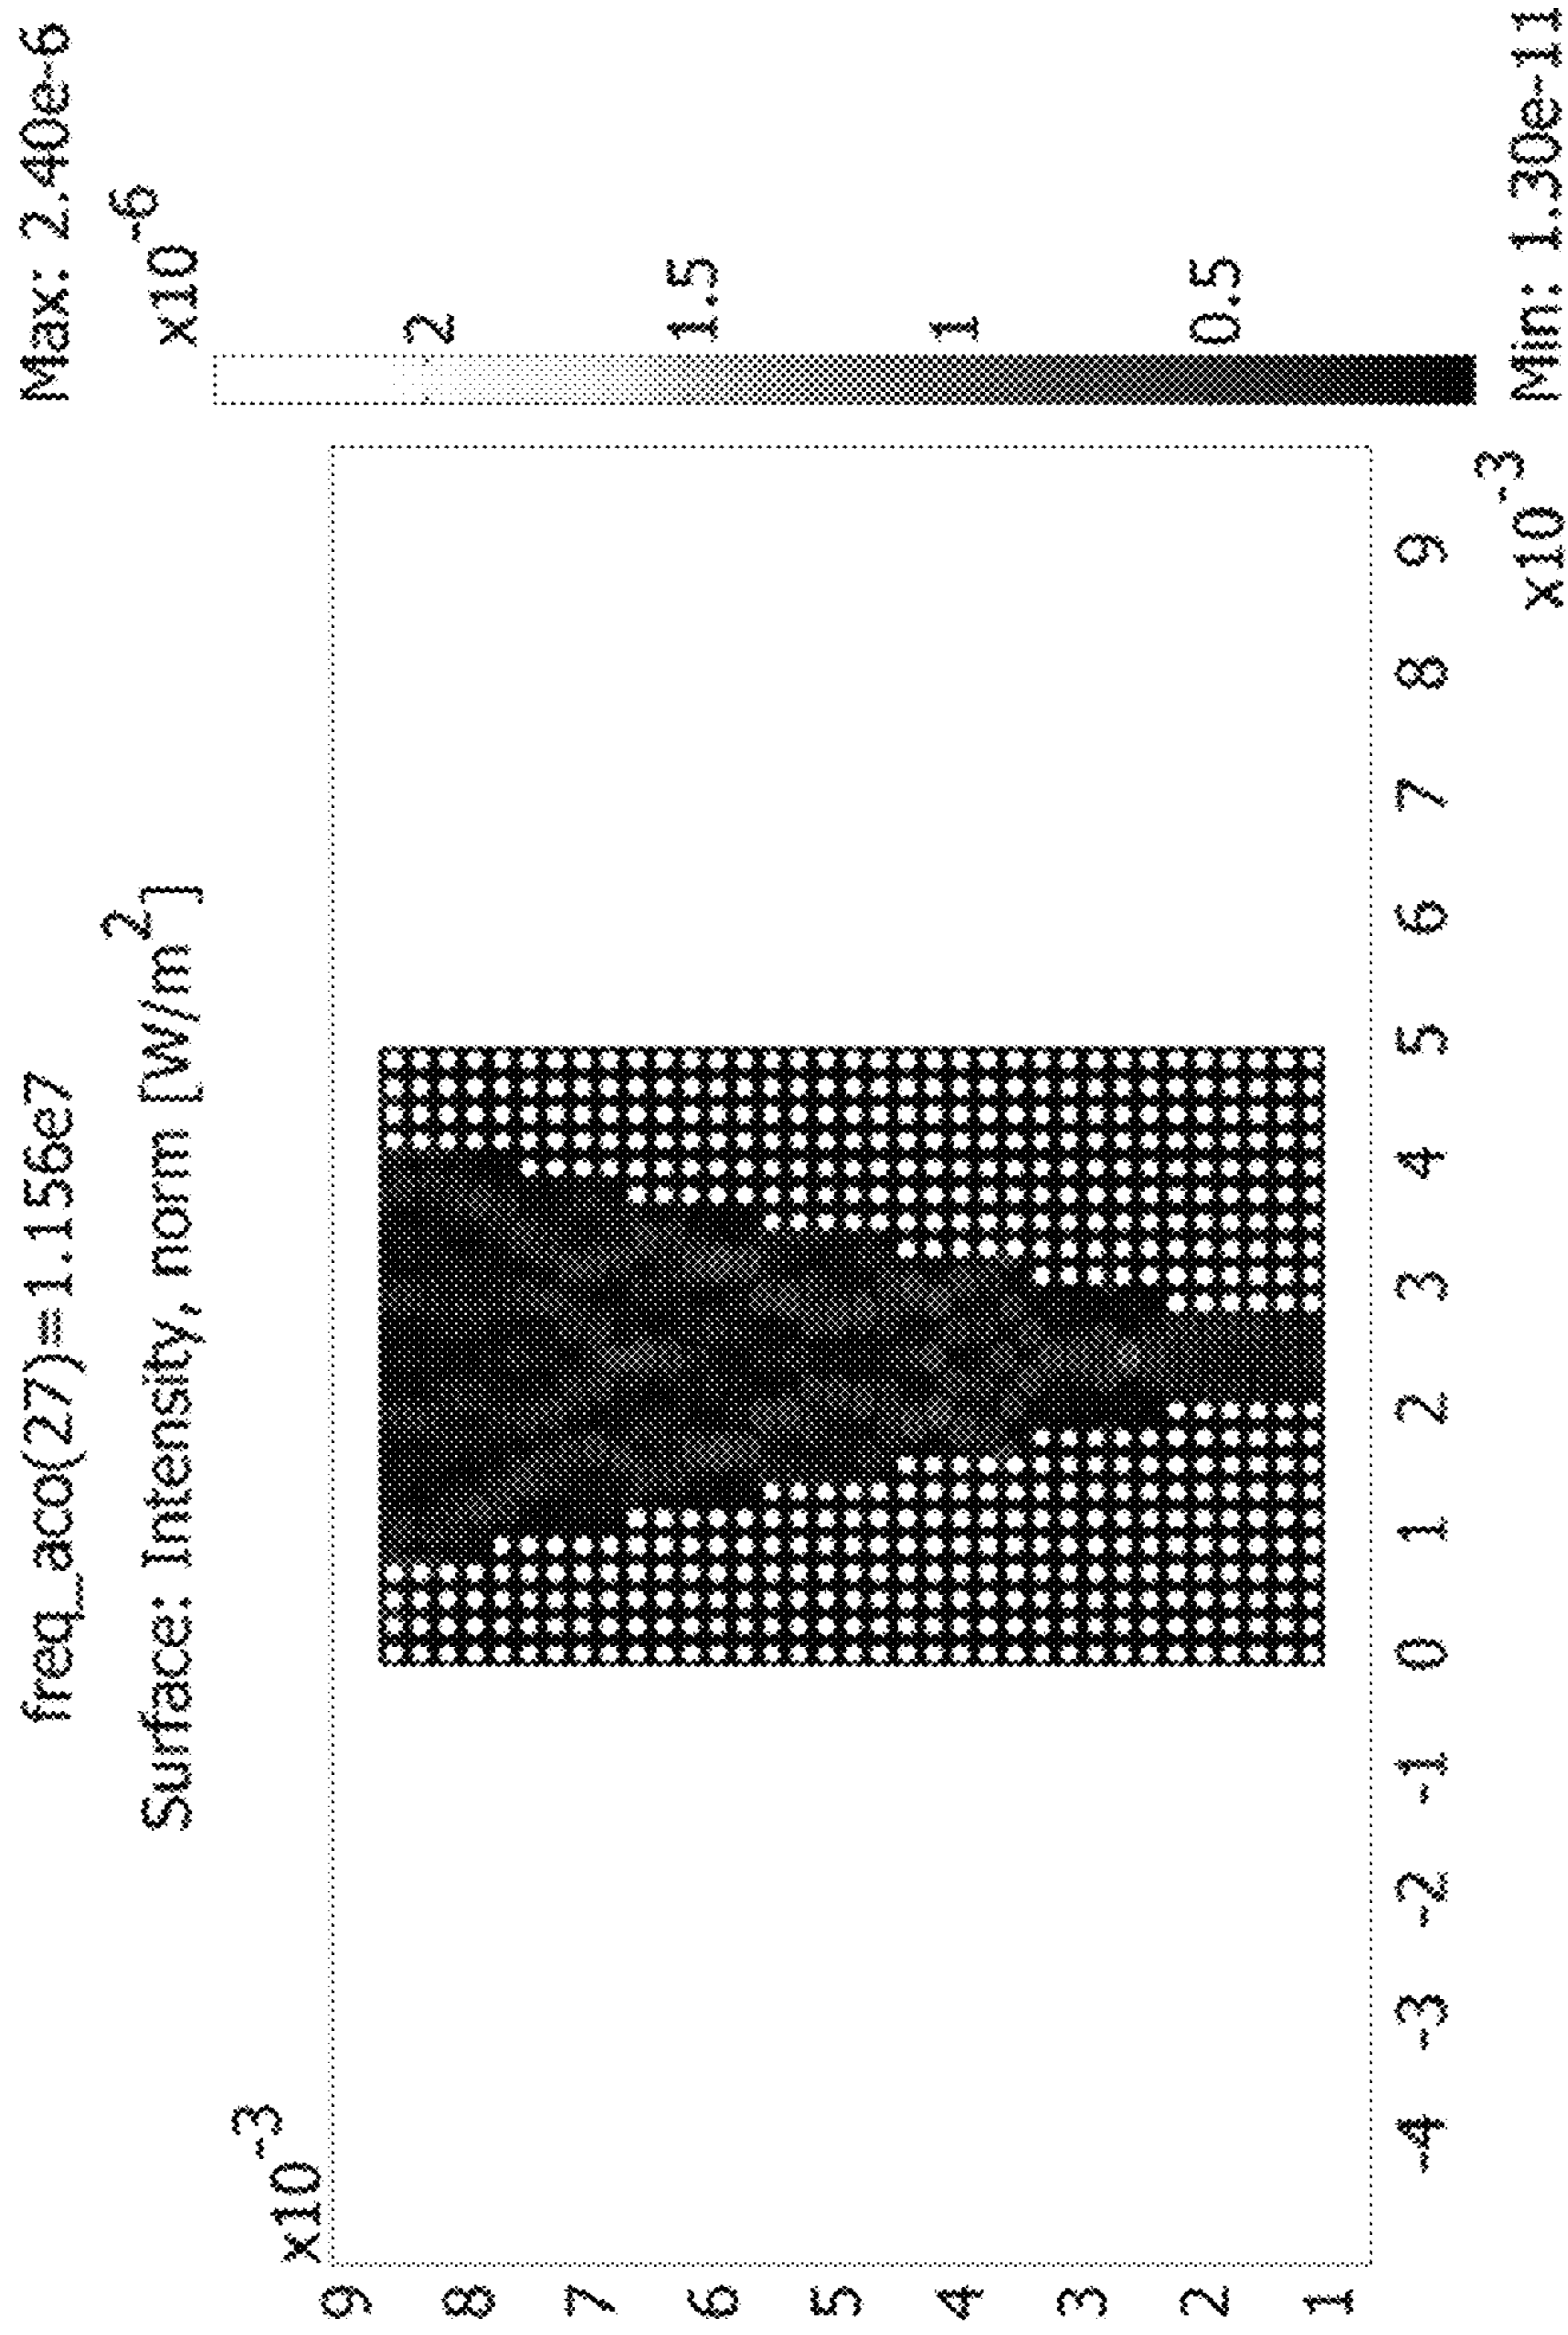 freq_aco(27)=1.156e7
Max: 2.40e-6
Surface: Intensity, norm [W/m²]
x10⁻³
x10⁻⁶
9
8
7
6
5
4
3
2
1
2
1.5
1
0.5
-4 -3 -2 -1 0 1 2 3 4 5 6 7 8 9
x10⁻³
Min: 1.30e-11